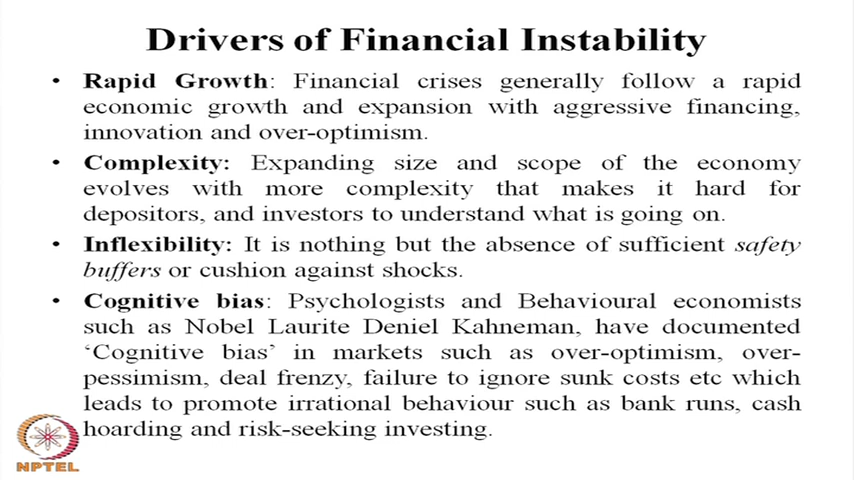 Drivers of Financial Instability
• Rapid Growth: Financial crises generally follow a rapid
economic growth and expansion with aggressive financing,
innovation and over-optimism.
• Complexity: Expanding size and scope of the economy
evolves with more complexity that makes it hard for
depositors, and investors to understand what is going on.
• Inflexibility: It is nothing but the absence of sufficient safety
buffers or cushion against shocks.
• Cognitive bias: Psychologists and Behavioural economists
such as Nobel Laurite Deniel Kahneman, have documented
‘Cognitive bias’ in markets such as over-optimism, over-
pessimism, deal frenzy, failure to ignore sunk costs etc which
leads to promote irrational behaviour such as bank runs, cash
hoarding and risk-seeking investing.
NPTEL